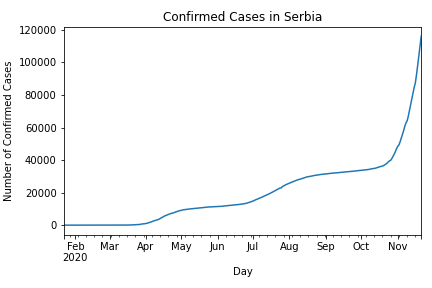 Confirmed Cases in Serbia
120000
100000
80000
60000
40000
20000
0
Number of Confirmed Cases
Feb Mar Apr May Jun Jul Aug Sep Oct Nov
2020
Day